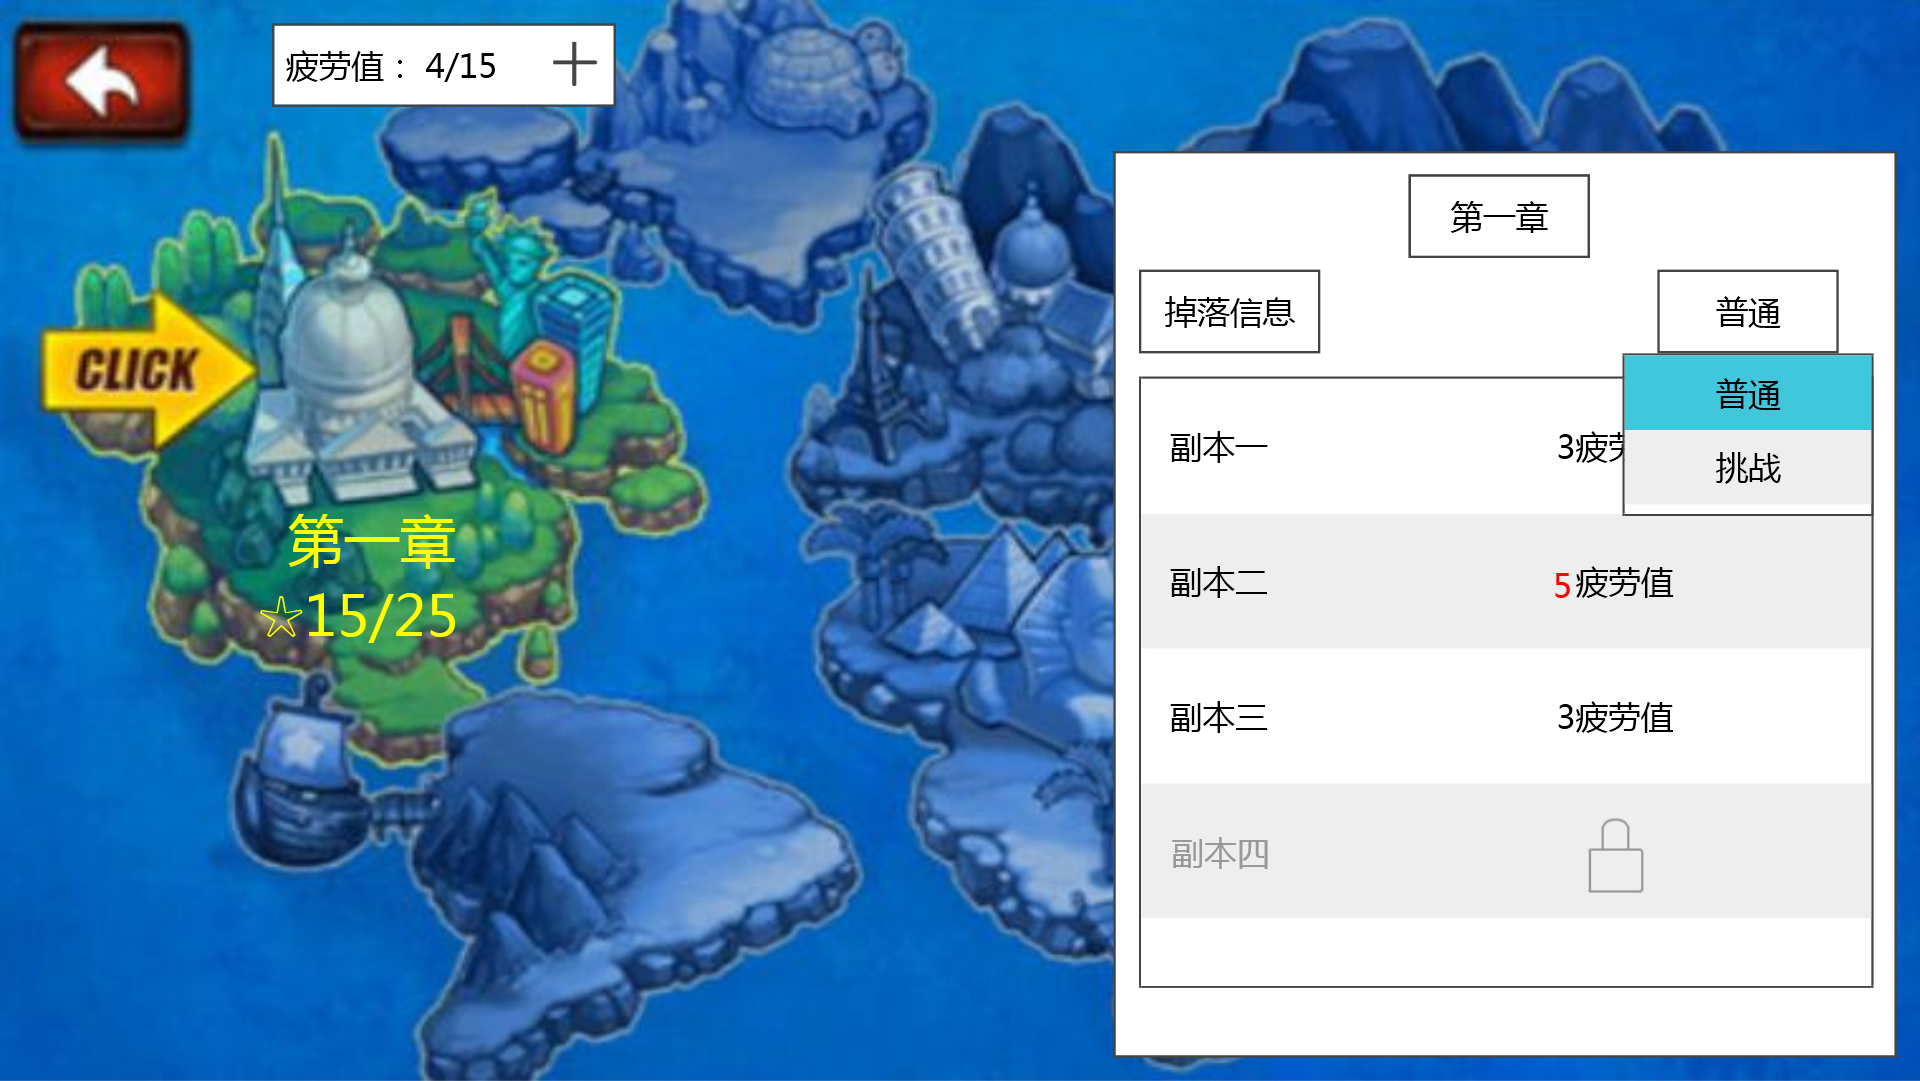 疲劳值： 4/15
CLICK
第一章
☆15/25
第一章
掉落信息
普通
普通
挑战
副本一 3疲劳
副本二 5疲劳值
副本三 3疲劳值
副本四